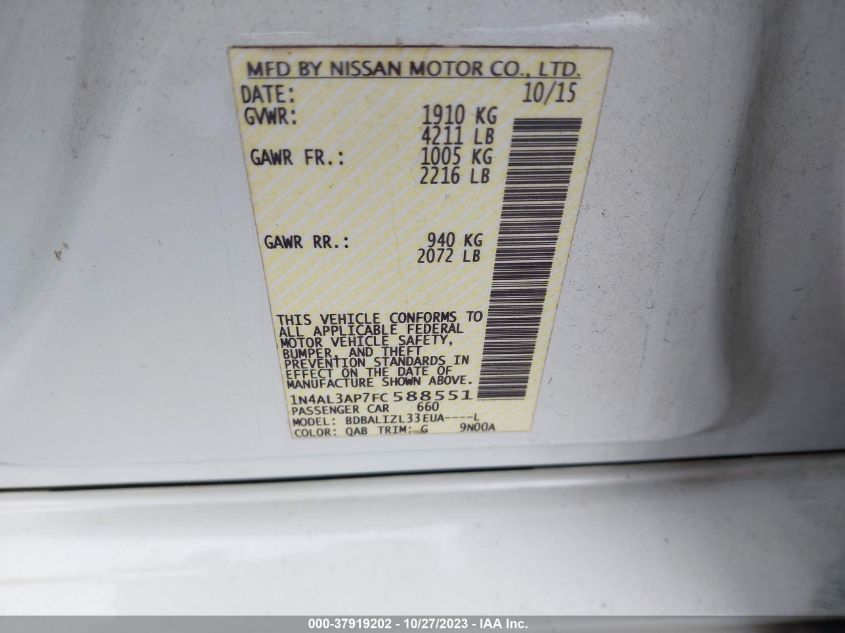 MFD BY NISSAN MOTOR CO., LTD.
DATE: 10/15
GVWR: 1910 KG
4211 LB
GAWR FR.: 1005 KG
2216 LB
GAWR RR.: 940 KG
2072 LB
THIS VEHICLE CONFORMS TO
ALL APPLICABLE FEDERAL
MOTOR VEHICLE SAFETY,
BUMPER, AND THEFT
PREVENTION STANDARDS IN
EFFECT ON THE DATE OF
MANUFACTURE SHOWN ABOVE.
1N4AL3AP7FC588551
PASSENGER CAR 660
MODEL: BDBALIZL33EUA----L
COLOR: QAB TRIM: G 9N00A
000-37919202 - 10/27/2023 - IAA Inc.